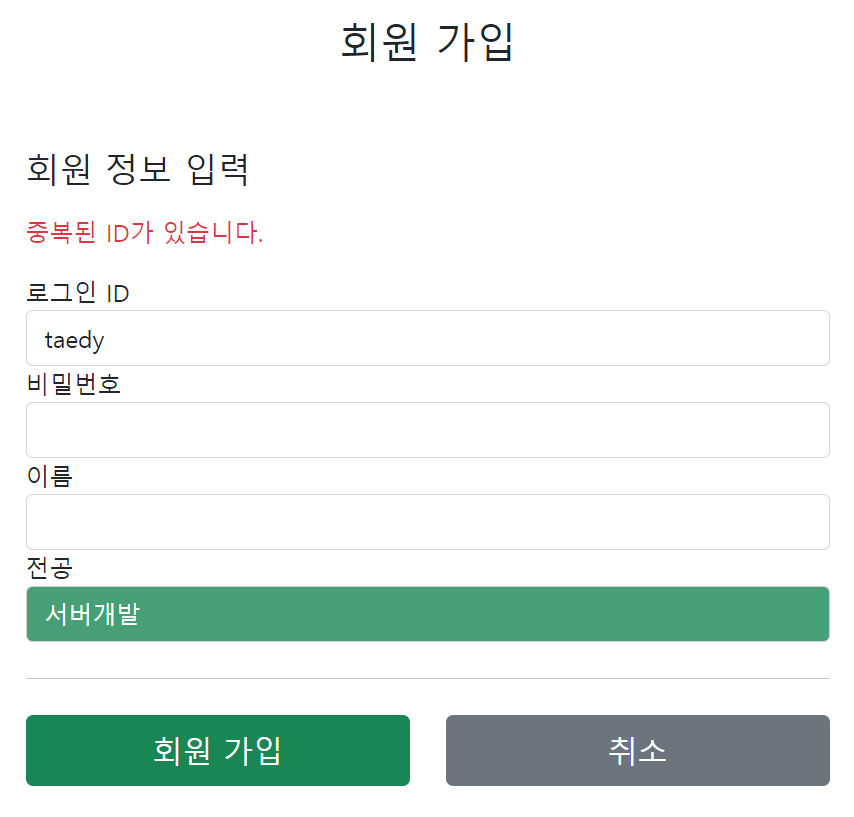 회원 가입
회원 정보 입력
중복된 ID가 있습니다.
로그인 ID
taedy
비밀번호
이름
전공
서버개발
회원 가입
취소